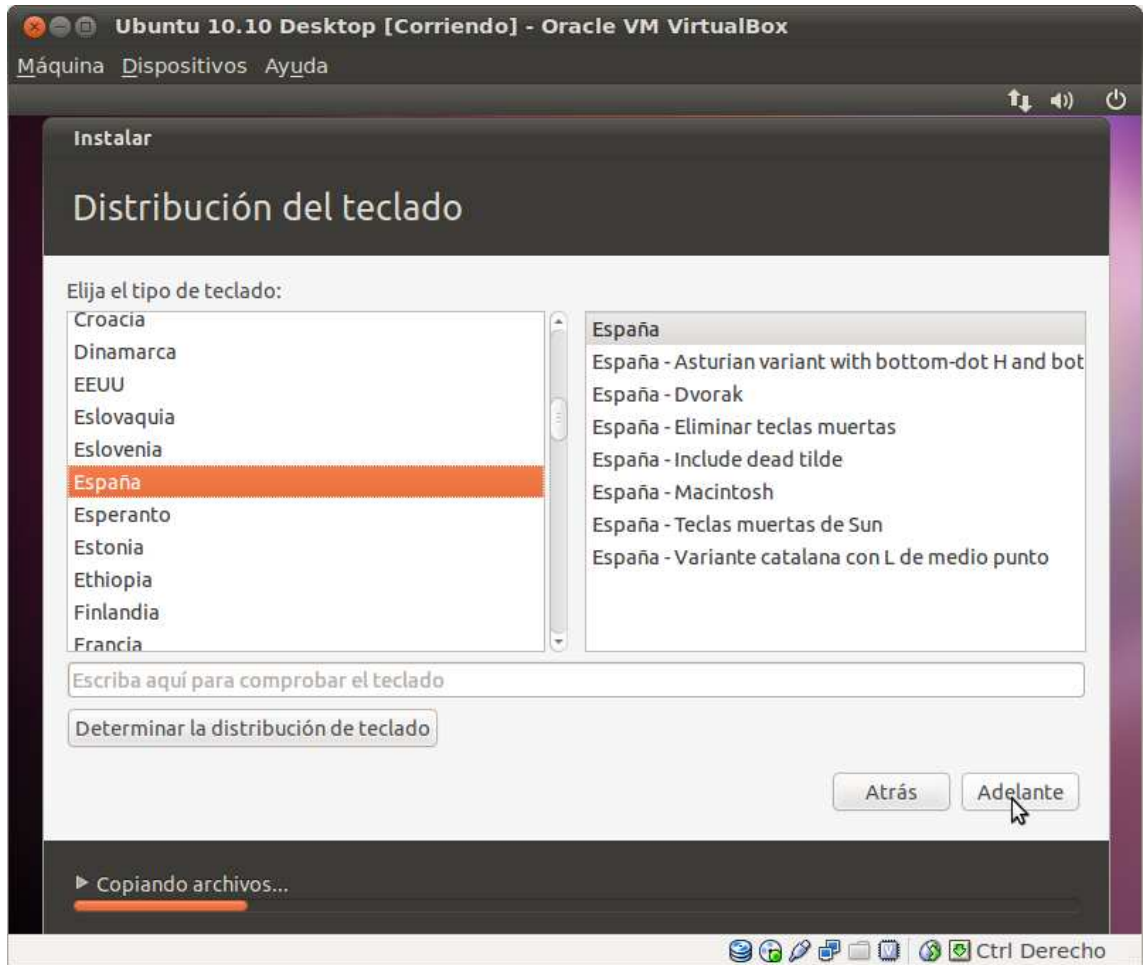 Ubuntu 10.10 Desktop [Corriendo] - Oracle VM VirtualBox
Máquina Dispositivos Ayuda
Instalar
Distribución del teclado
Elija el tipo de teclado:
Croacia
Dinamarca
EEUU
Eslovaquia
Eslovenia
España
Esperanto
Estonia
Ethiopia
Finlandia
Francia
España
España - Asturian variant with bottom-dot H and bot
España - Dvorak
España - Eliminar teclas muertas
España - Include dead tilde
España - Macintosh
España - Teclas muertas de Sun
España - Variante catalana con L de medio punto
Escriba aquí para comprobar el teclado
Determinar la distribución de teclado
Atrás Adelante
Copiando archivos...
Ctrl Derecho